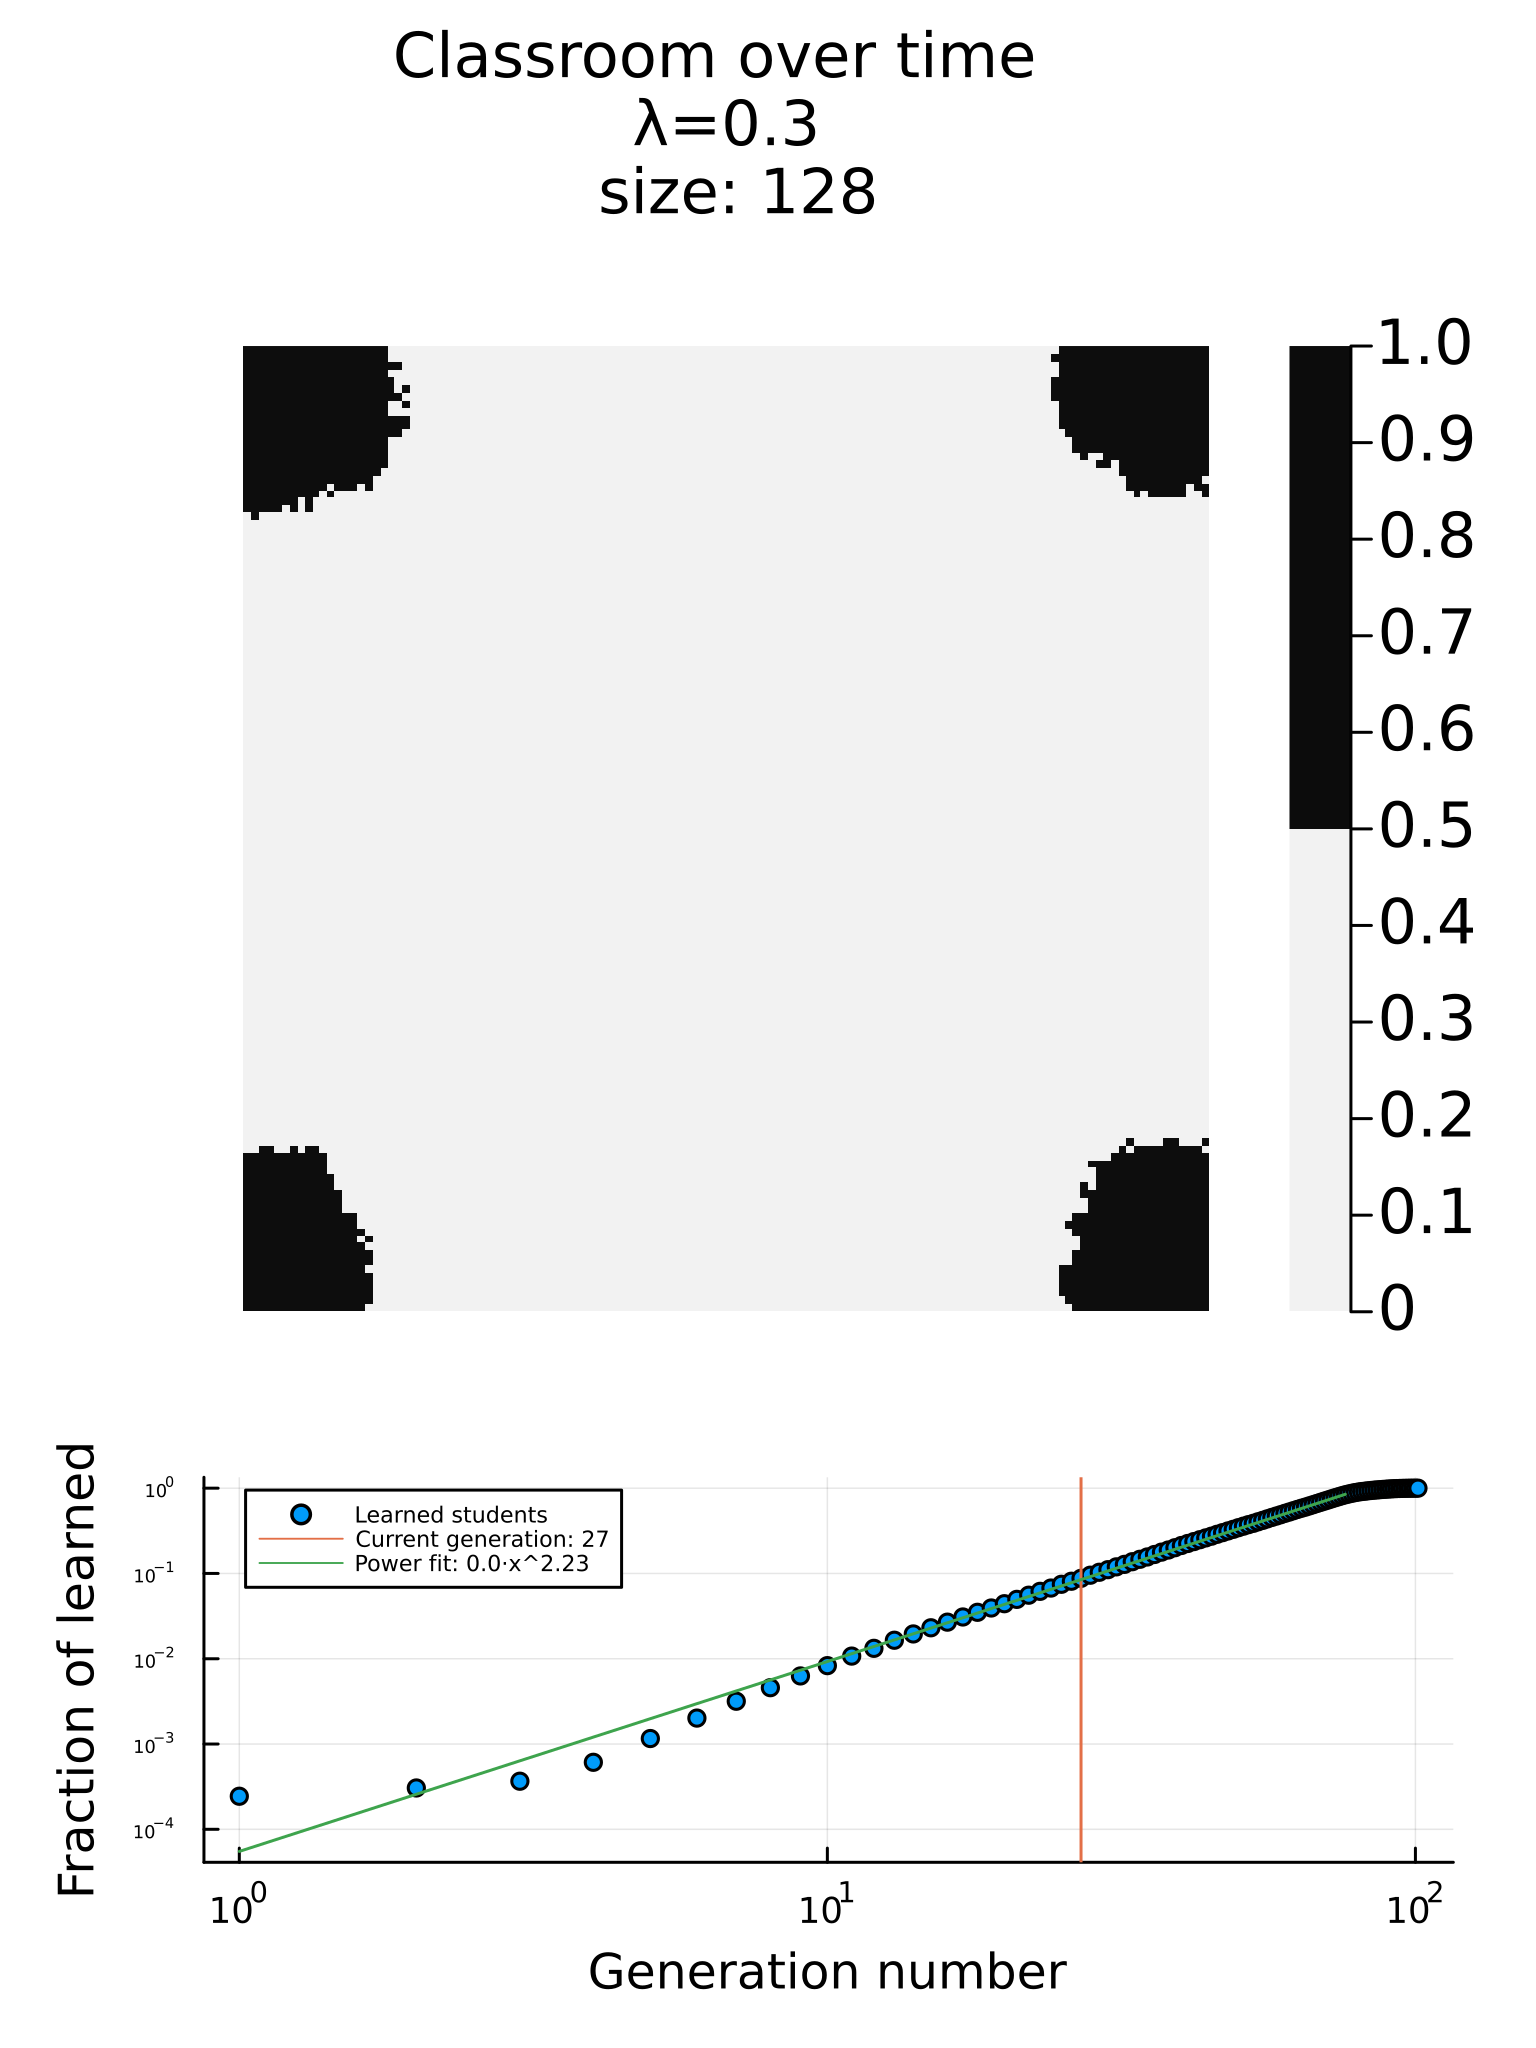 Classroom over time
λ=0.3
size: 128
1.0
0.9
0.8
0.7
0.6
0.5
0.4
0.3
0.2
0.1
0
Fraction of learned
10^0
10^-1
10^-2
10^-3
10^-4
Learned students
Current generation: 27
Power fit: 0.0·x^2.23
10^0 10^1 10^2
Generation number